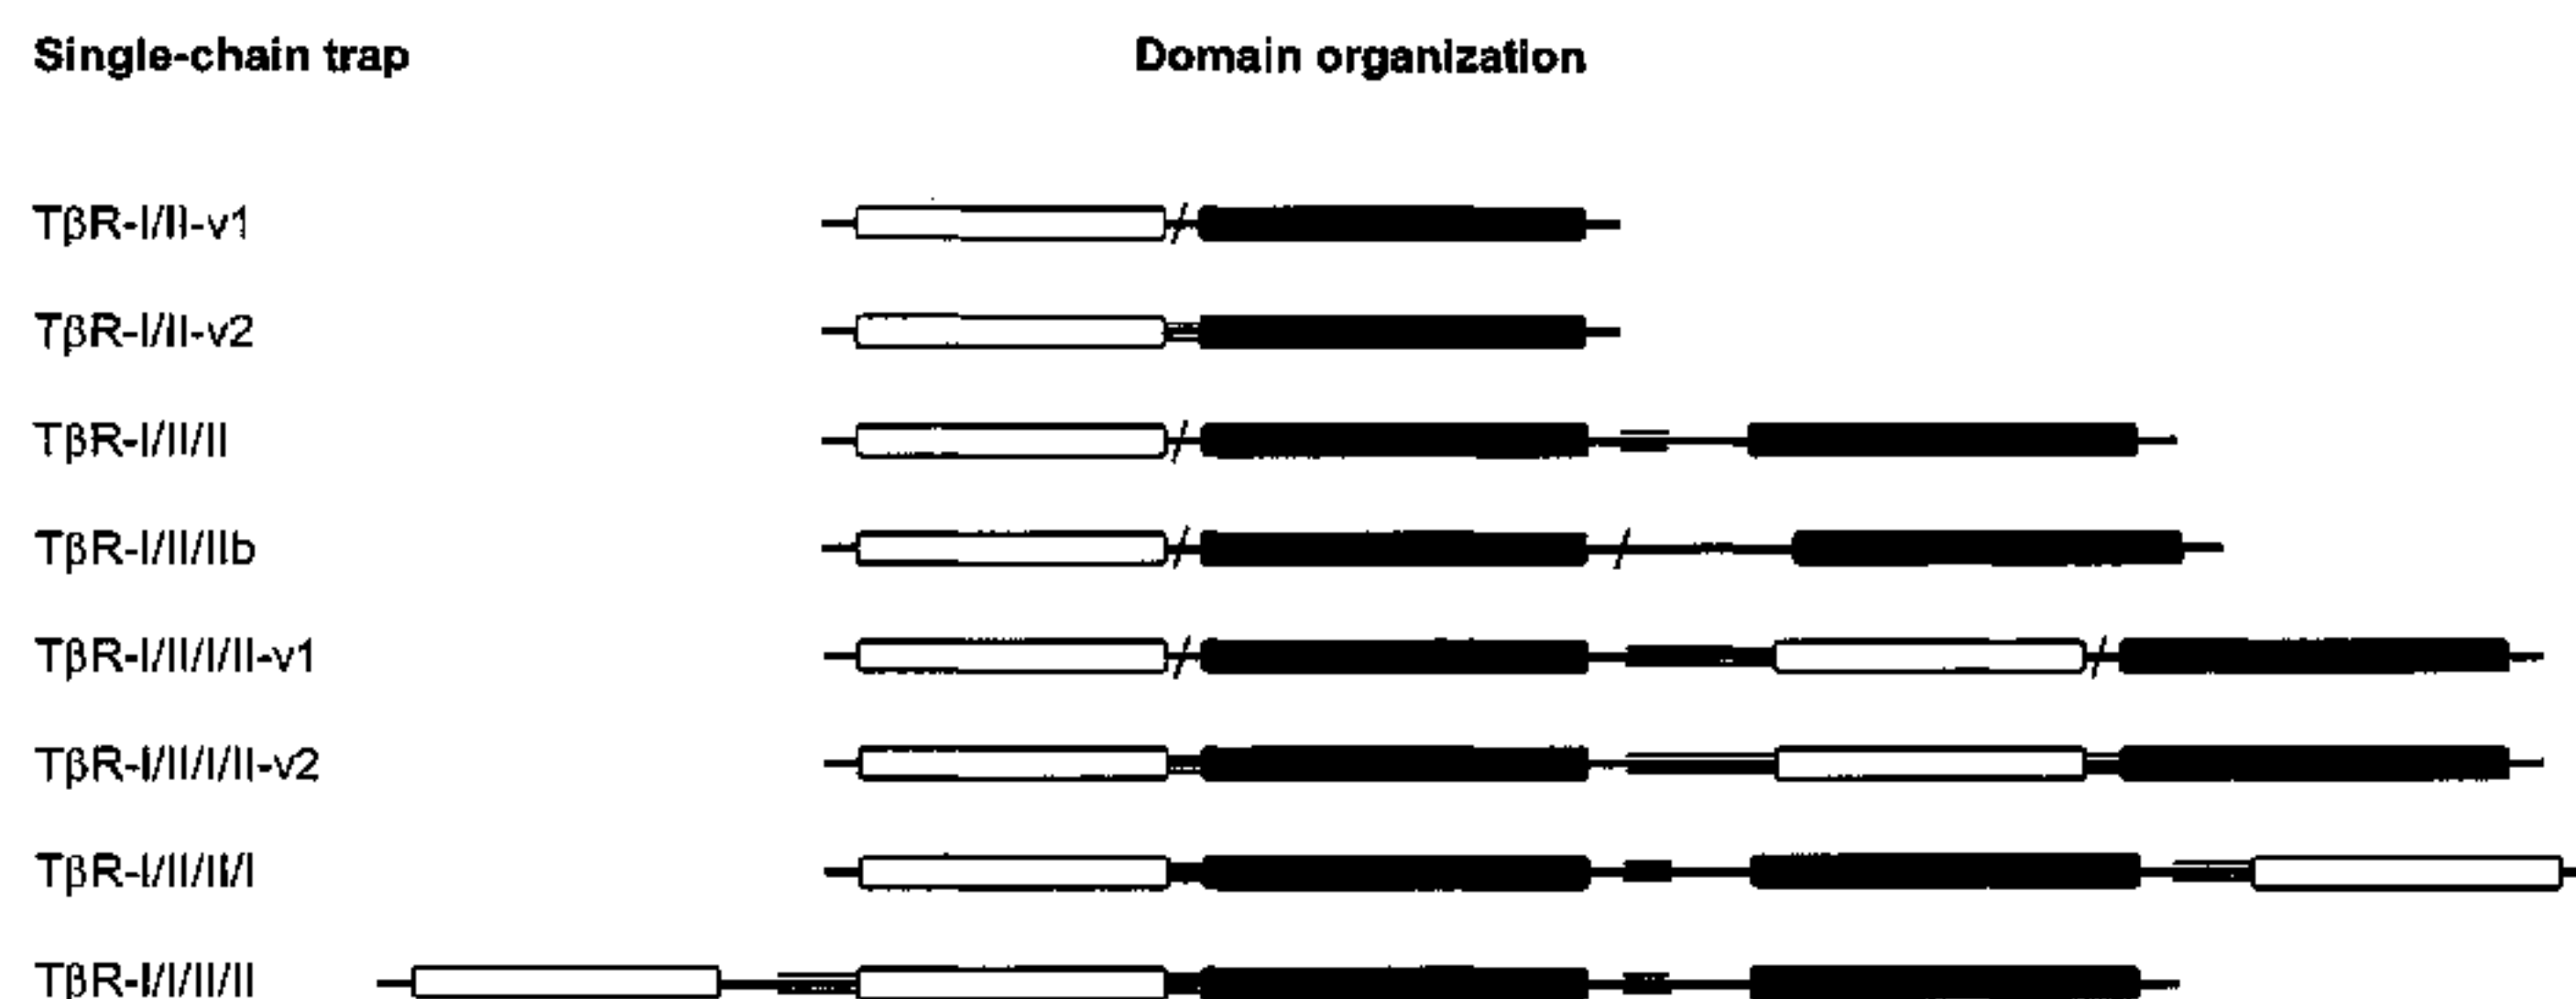 Single-chain trap Domain organization
TβR-I/II-v1
TβR-I/II-v2
TβR-I/II/II
TβR-I/II/IIb
TβR-I/II/I/II-v1
TβR-I/II/I/II-v2
TβR-I/II/II/I
TβR-I/I/II/II